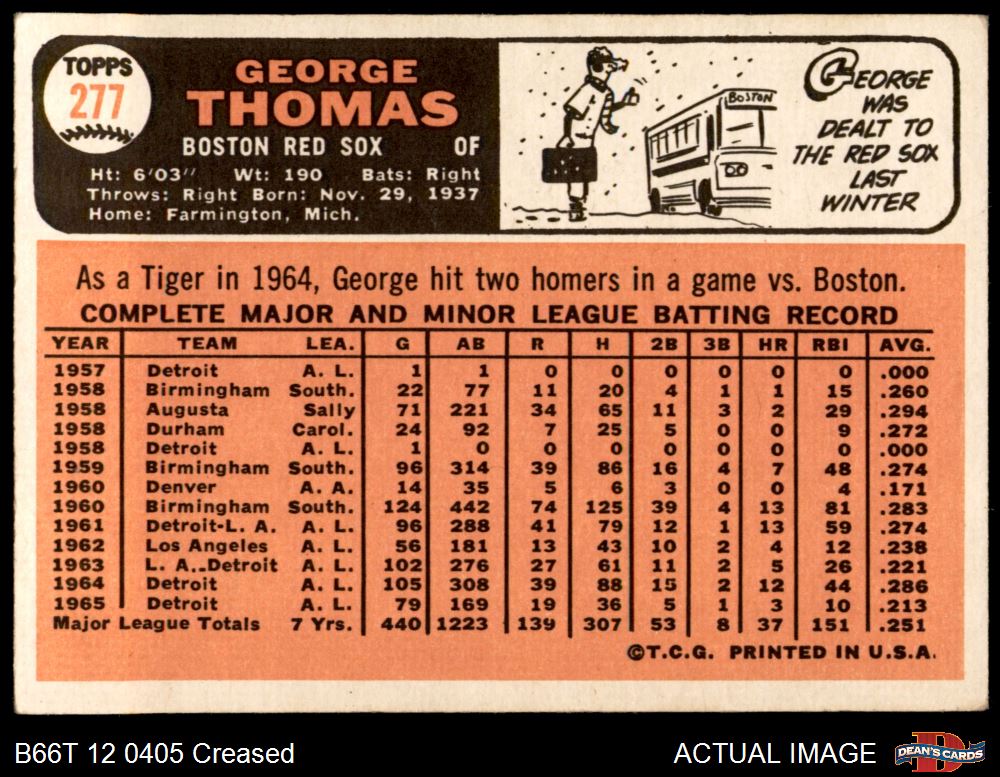 TOPPS
277
GEORGE
THOMAS
BOSTON RED SOX OF
Ht: 6'03" Wt: 190 Bats: Right
Throws: Right Born: Nov. 29, 1937
Home: Farmington, Mich.
BOSTON
GEORGE
WAS
DEALT TO
THE RED SOX
LAST
WINTER
As a Tiger in 1964, George hit two homers in a game vs. Boston.
COMPLETE MAJOR AND MINOR LEAGUE BATTING RECORD
YEAR TEAM LEA. G AB R H 2B 3B HR RBI AVG.
1957 Detroit A. L. 1 1 0 0 0 0 0 0 .000
1958 Birmingham South. 22 77 11 20 4 1 1 15 .260
1958 Augusta Sally 71 221 34 65 11 3 2 29 .294
1958 Durham Carol. 24 92 7 25 5 0 0 9 .272
1958 Detroit A. L. 1 0 0 0 0 0 0 0 .000
1959 Birmingham South. 96 314 39 86 16 4 7 48 .274
1960 Denver A. A. 14 35 5 6 3 0 0 4 .171
1960 Birmingham South. 124 442 74 125 39 4 13 81 .283
1961 Detroit-L. A. A. L. 96 288 41 79 12 1 13 59 .274
1962 Los Angeles A. L. 56 181 13 43 10 2 4 12 .238
1963 L. A.-Detroit A. L. 102 276 27 61 11 2 5 26 .221
1964 Detroit A. L. 105 308 39 88 15 2 12 44 .286
1965 Detroit A. L. 79 169 19 36 5 1 3 10 .213
Major League Totals 7 Yrs. 440 1223 139 307 53 8 37 151 .251
©T.C.G. PRINTED IN U.S.A.
B66T 12 0405 Creased
ACTUAL IMAGE
DEAN'S CARDS